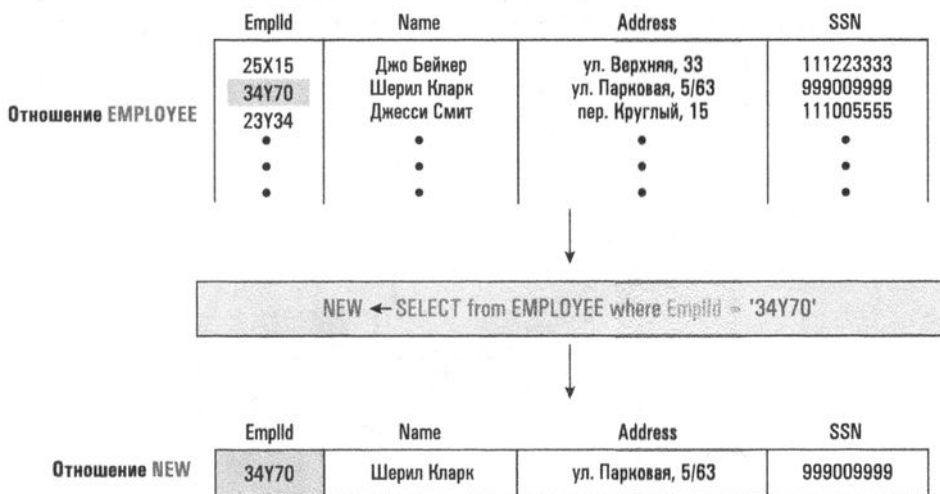 EmplId Name Address SSN
25X15 Джо Бейкер ул. Верхняя, 33 111223333
Отношение EMPLOYEE 34Y70 Шерил Кларк ул. Парковая, 5/63 999009999
23Y34 Джесси Смит пер. Круглый, 15 111005555
NEW ← SELECT from EMPLOYEE where EmplId = '34Y70'
EmplId Name Address SSN
Отношение NEW 34Y70 Шерил Кларк ул. Парковая, 5/63 999009999